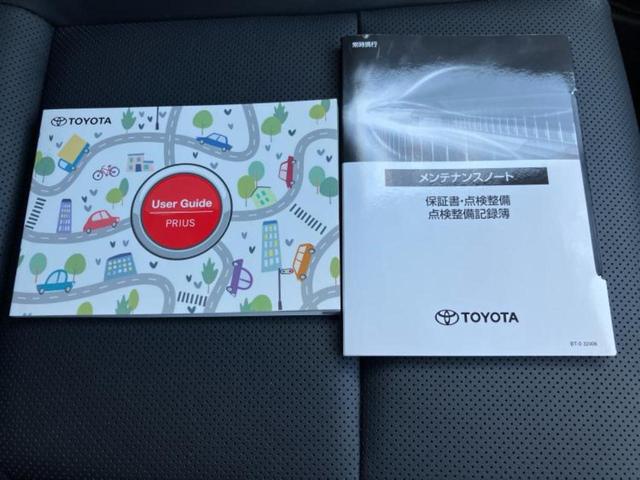 TOYOTA
User Guide
PRIUS
常時携行
メンテナンスノート
保証書・点検整備
点検整備記録簿
TOYOTA